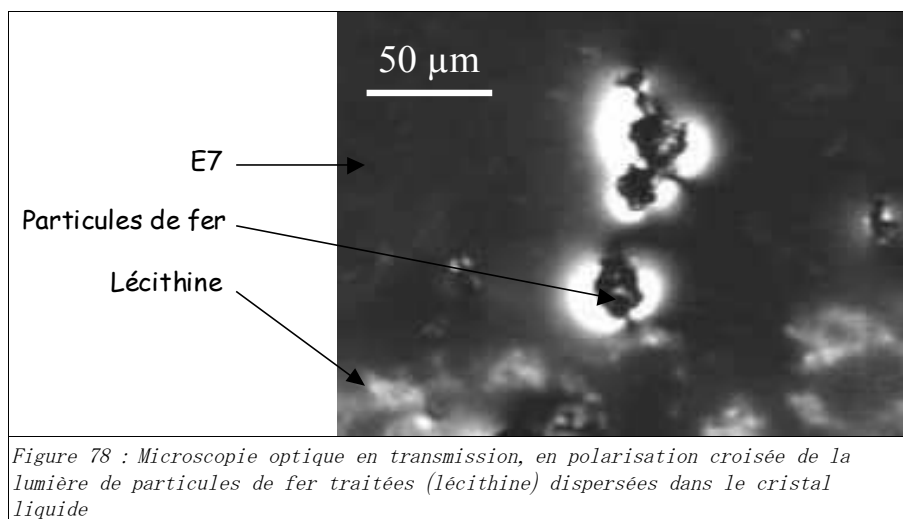 50 µm
E7
Particules de fer
Lécithine
Figure 78 : Microscopie optique en transmission, en polarisation croisée de la
lumière de particules de fer traitées (lécithine) dispersées dans le cristal
liquide